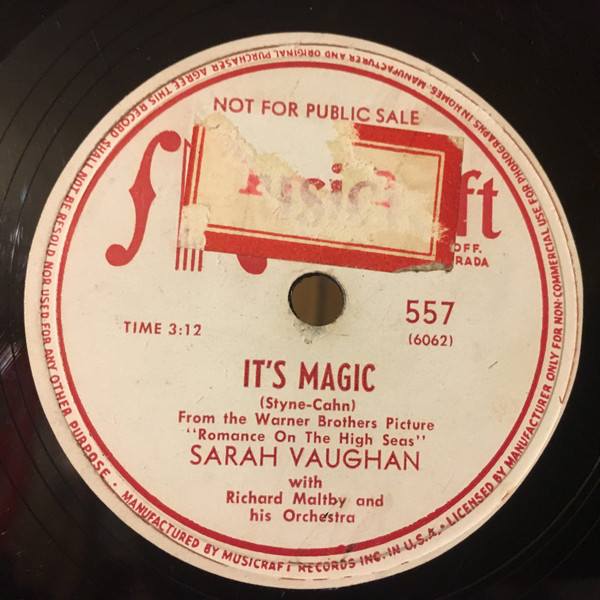 NOT FOR PUBLIC SALE
usicraft
OFF.
RADA
557
TIME 3:12
(6062)
IT'S MAGIC
(Styne-Cahn)
From the Warner Brothers Picture
"Romance On The High Seas"
SARAH VAUGHAN
with
Richard Maltby and
his Orchestra
MANUFACTURED BY MUSICRAFT RECORDS INC. IN U.S.A. • LICENSED BY MANUFACTURER ONLY FOR NON-COMMERCIAL USE FOR PHONOGRAPHS IN HOMES. MANUFACTURER AND ORIGINAL PURCHASER AGREE THIS RECORD SHALL NOT BE RESOLD NOR USED FOR ANY OTHER PURPOSE •